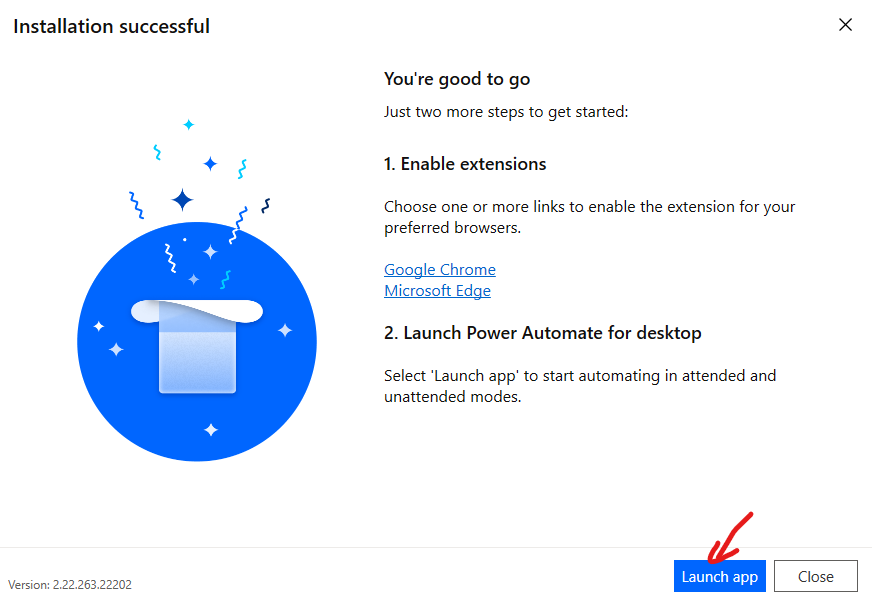 Installation successful
You're good to go
Just two more steps to get started:
1. Enable extensions
Choose one or more links to enable the extension for your
preferred browsers.
Google Chrome
Microsoft Edge
2. Launch Power Automate for desktop
Select 'Launch app' to start automating in attended and
unattended modes.
Version: 2.22.263.22202
Launch app
Close